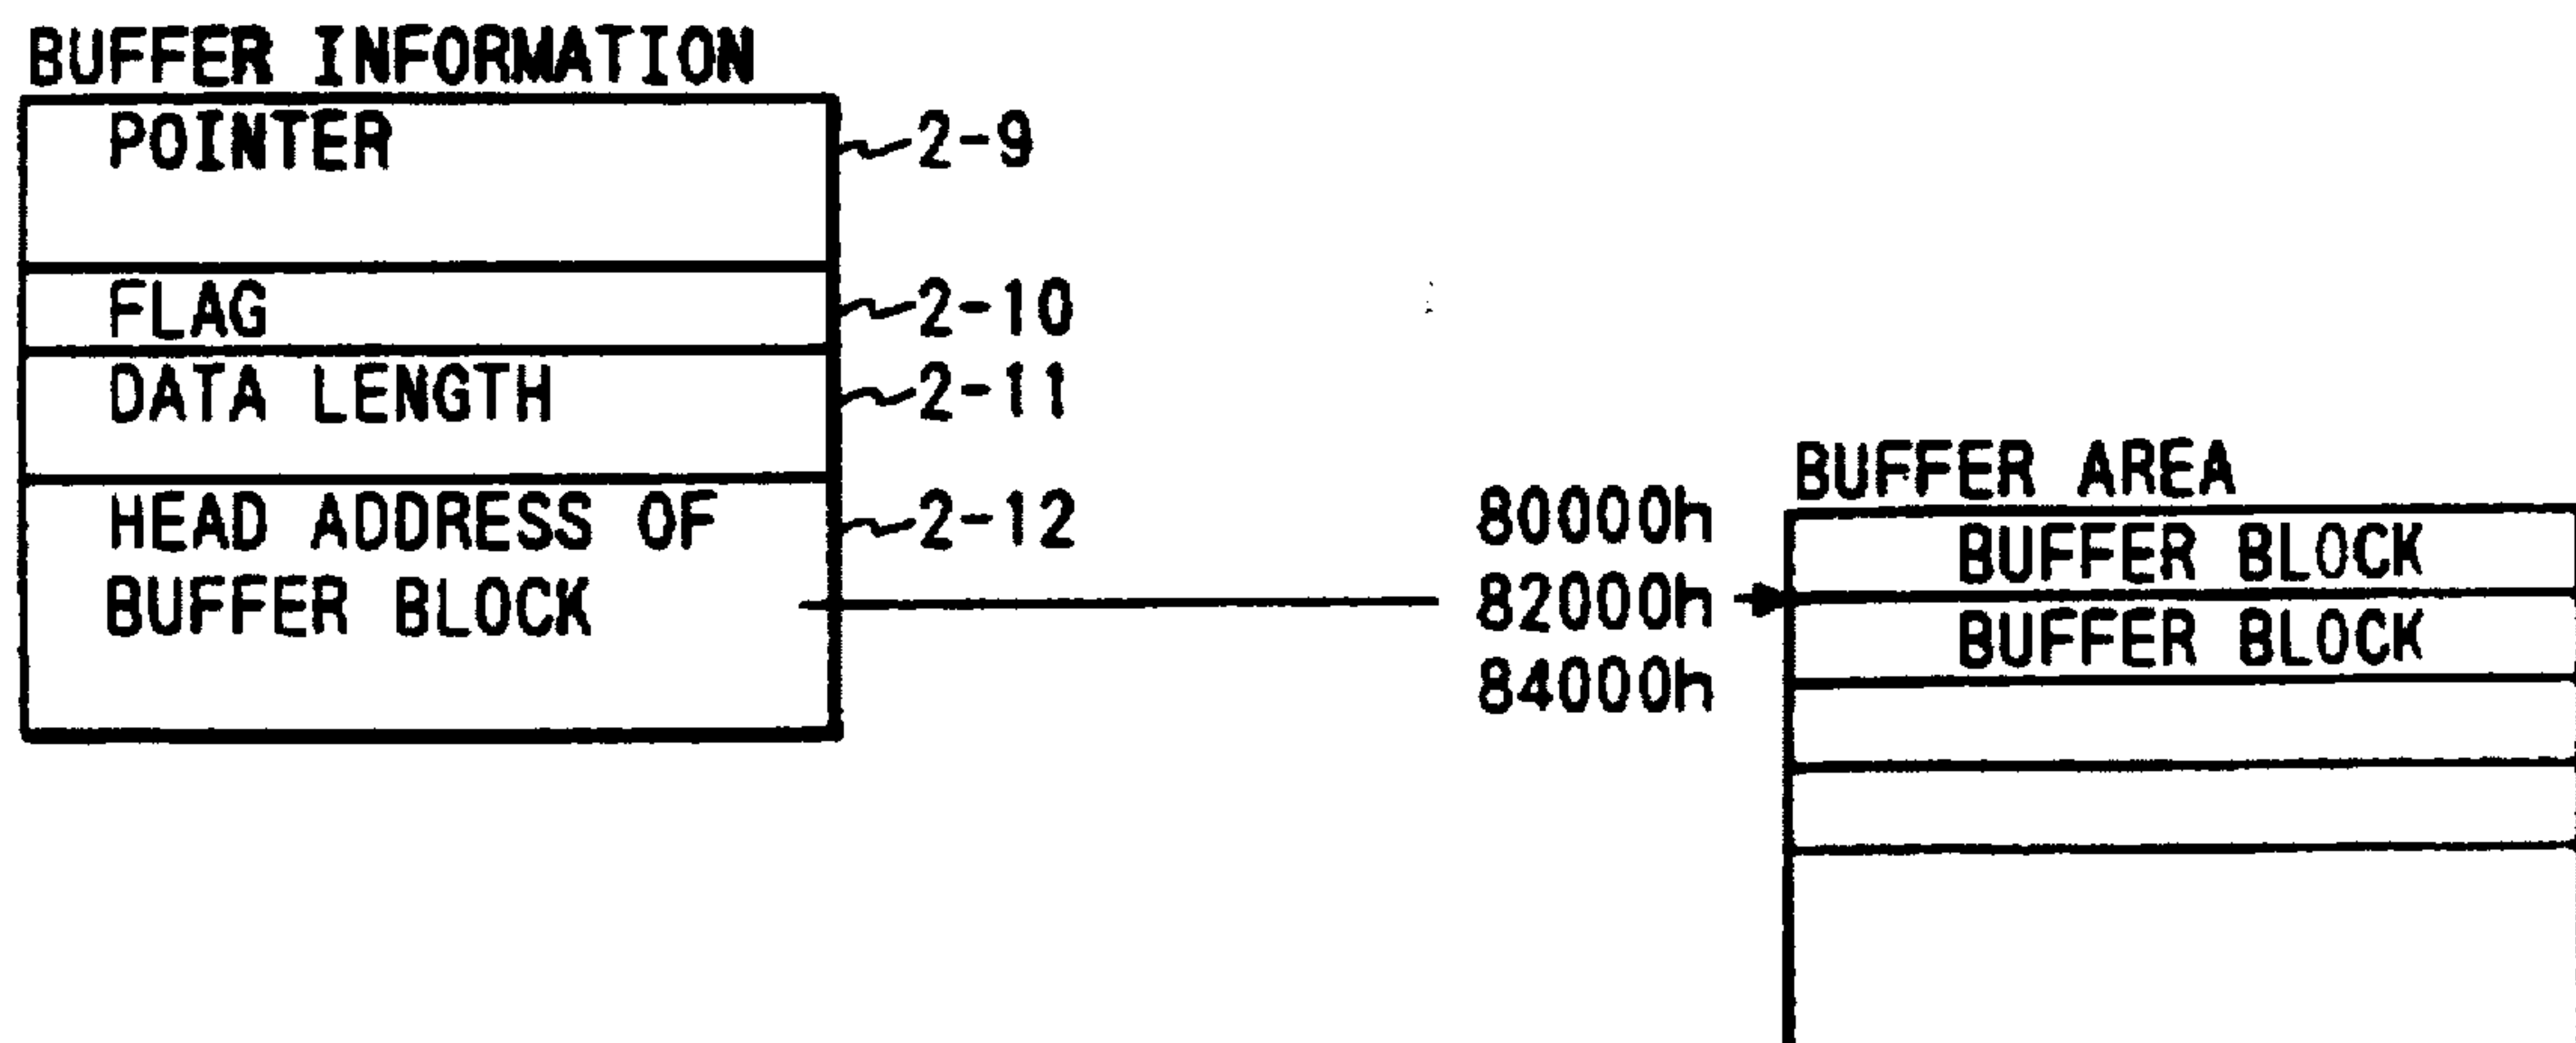 BUFFER INFORMATION
POINTER
2-9
FLAG
2-10
DATA LENGTH
2-11
HEAD ADDRESS OF
BUFFER BLOCK
2-12
80000h
82000h
84000h
BUFFER AREA
BUFFER BLOCK
BUFFER BLOCK